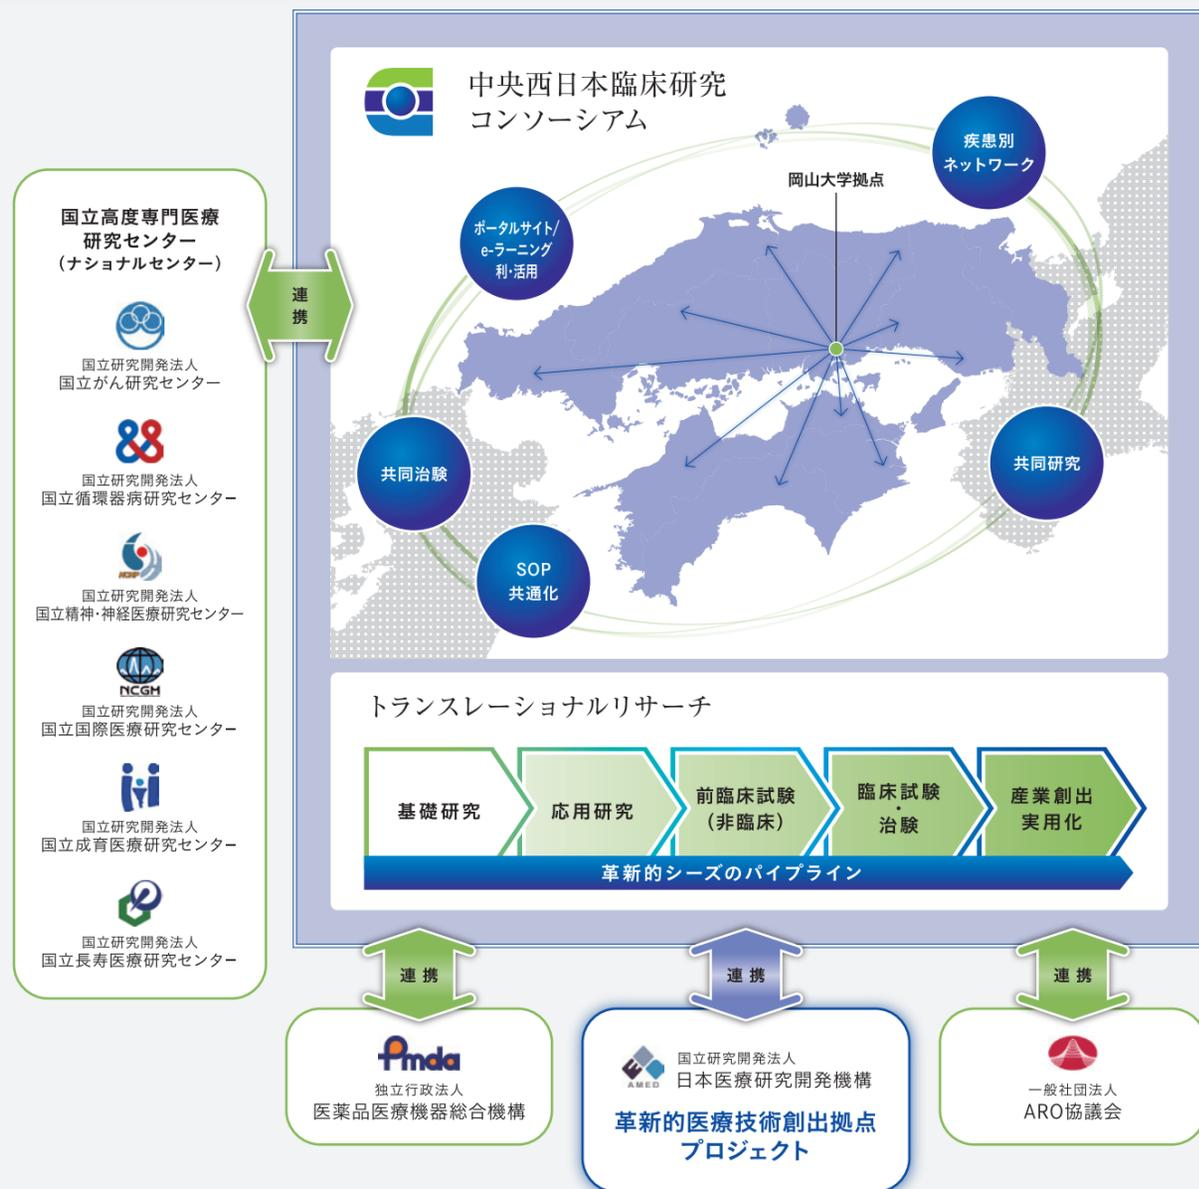 中央西日本臨床研究
コンソーシアム
疾患別
ネットワーク
岡山大学拠点
ポータルサイト/
e-ラーニング
利・活用
共同治験
SOP
共通化
共同研究
国立高度専門医療
研究センター
（ナショナルセンター）
連
携
国立研究開発法人
国立がん研究センター
国立研究開発法人
国立循環器病研究センター
NCNP
国立研究開発法人
国立精神・神経医療研究センター
NCGM
国立研究開発法人
国立国際医療研究センター
国立研究開発法人
国立成育医療研究センター
国立研究開発法人
国立長寿医療研究センター
トランスレーショナルリサーチ
基礎研究
応用研究
前臨床試験
（非臨床）
臨床試験
・
治験
産業創出
実用化
革新的シーズのパイプライン
連携
連携
連携
Pmda
独立行政法人
医薬品医療機器総合機構
AMED
国立研究開発法人
日本医療研究開発機構
革新的医療技術創出拠点
プロジェクト
一般社団法人
ARO協議会